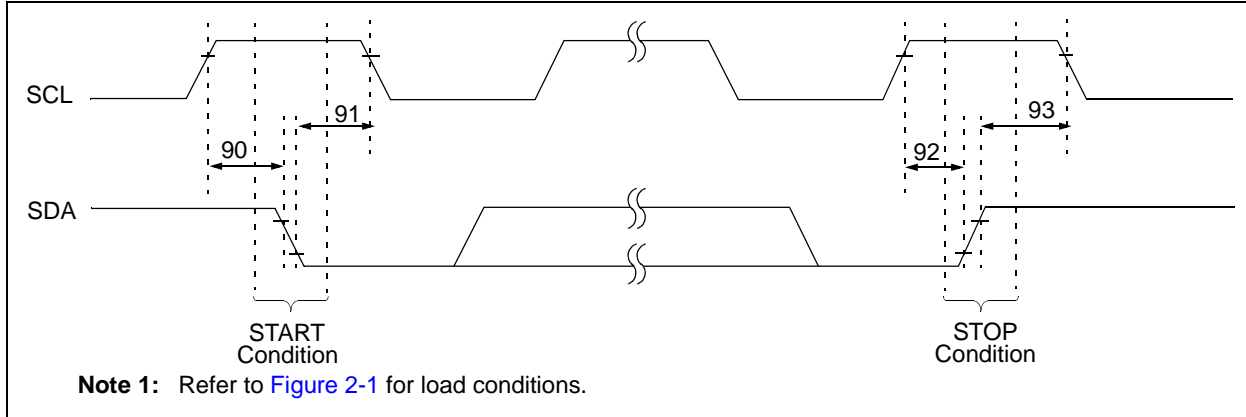 SCL
91
93
90
92
SDA
START
Condition
STOP
Condition
Note 1: Refer to Figure 2-1 for load conditions.